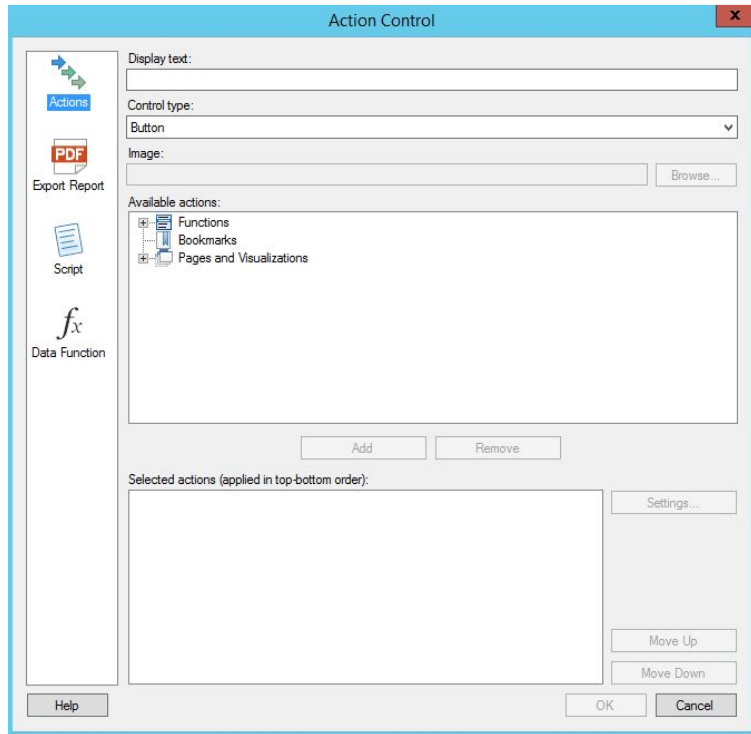 Action Control
x
Actions
PDF
Export Report
Script
fx
Data Function
Display text:
Control type:
Button
Image:
Browse...
Available actions:
Functions
Bookmarks
Pages and Visualizations
Add
Remove
Selected actions (applied in top-bottom order):
Settings...
Move Up
Move Down
Help
OK
Cancel